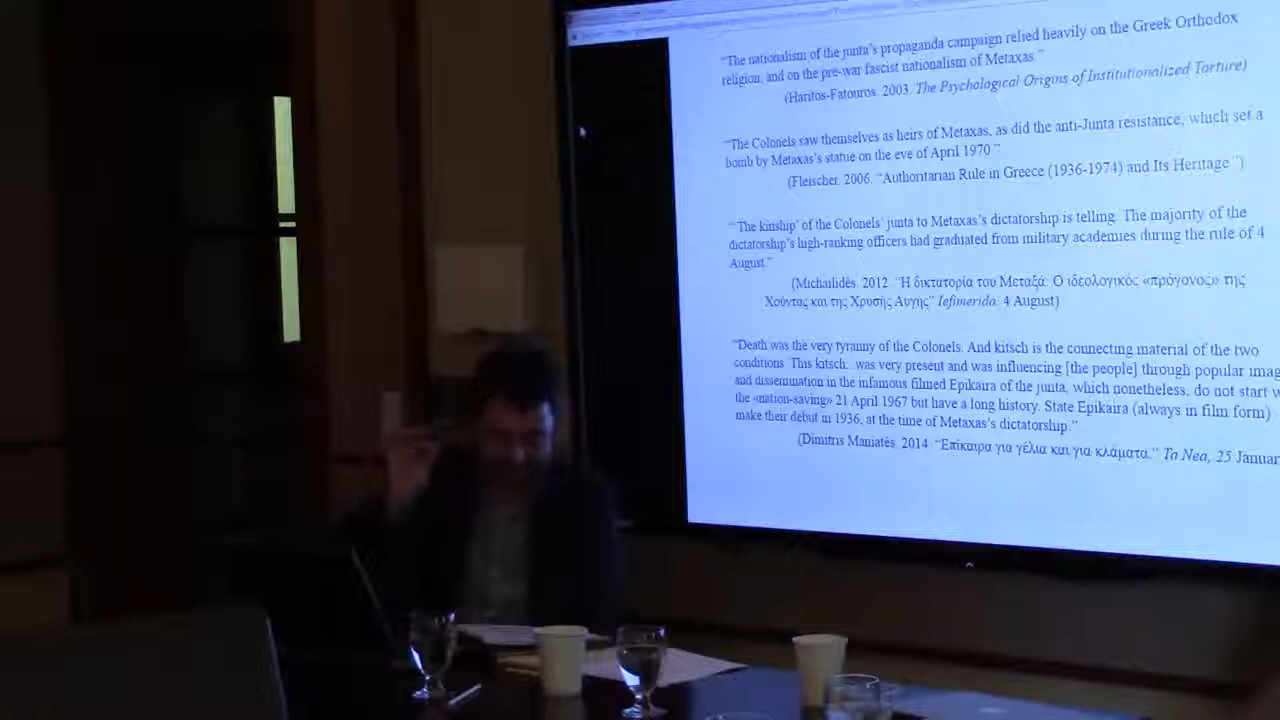 "The nationalism of the junta's propaganda campaign relied heavily on the Greek Orthodox
religion, and on the pre-war fascist nationalism of Metaxas."
(Haritos-Fatouros. 2003. The Psychological Origins of Institutionalized Torture)
"The Colonels saw themselves as heirs of Metaxas, as did the anti-Junta resistance, which set a
bomb by Metaxas's statue on the eve of April 1970."
(Fleischer. 2006. "Authoritarian Rule in Greece (1936-1974) and Its Heritage")
"'The kinship' of the Colonels' junta to Metaxas's dictatorship is telling. The majority of the
dictatorship's high-ranking officers had graduated from military academies during the rule of 4
August."
(Michailidēs. 2012. "Η δικτατορία του Μεταξά: Ο ιδεολογικός «πρόγονος» της
Χούντας και της Χρυσής Αυγής" Iefimerida. 4 August)
"Death was the very tyranny of the Colonels. And kitsch is the connecting material of the two
conditions. This kitsch.. was very present and was influencing [the people] through popular imag
and dissemination in the infamous filmed Epikaira of the junta, which nonetheless, do not start w
the «nation-saving» 21 April 1967 but have a long history. State Epikaira (always in film form)
make their debut in 1936, at the time of Metaxas's dictatorship."
(Dimitris Maniatēs. 2014. "Επίκαιρα για γέλια και για κλάματα." Ta Nea, 25 Januar